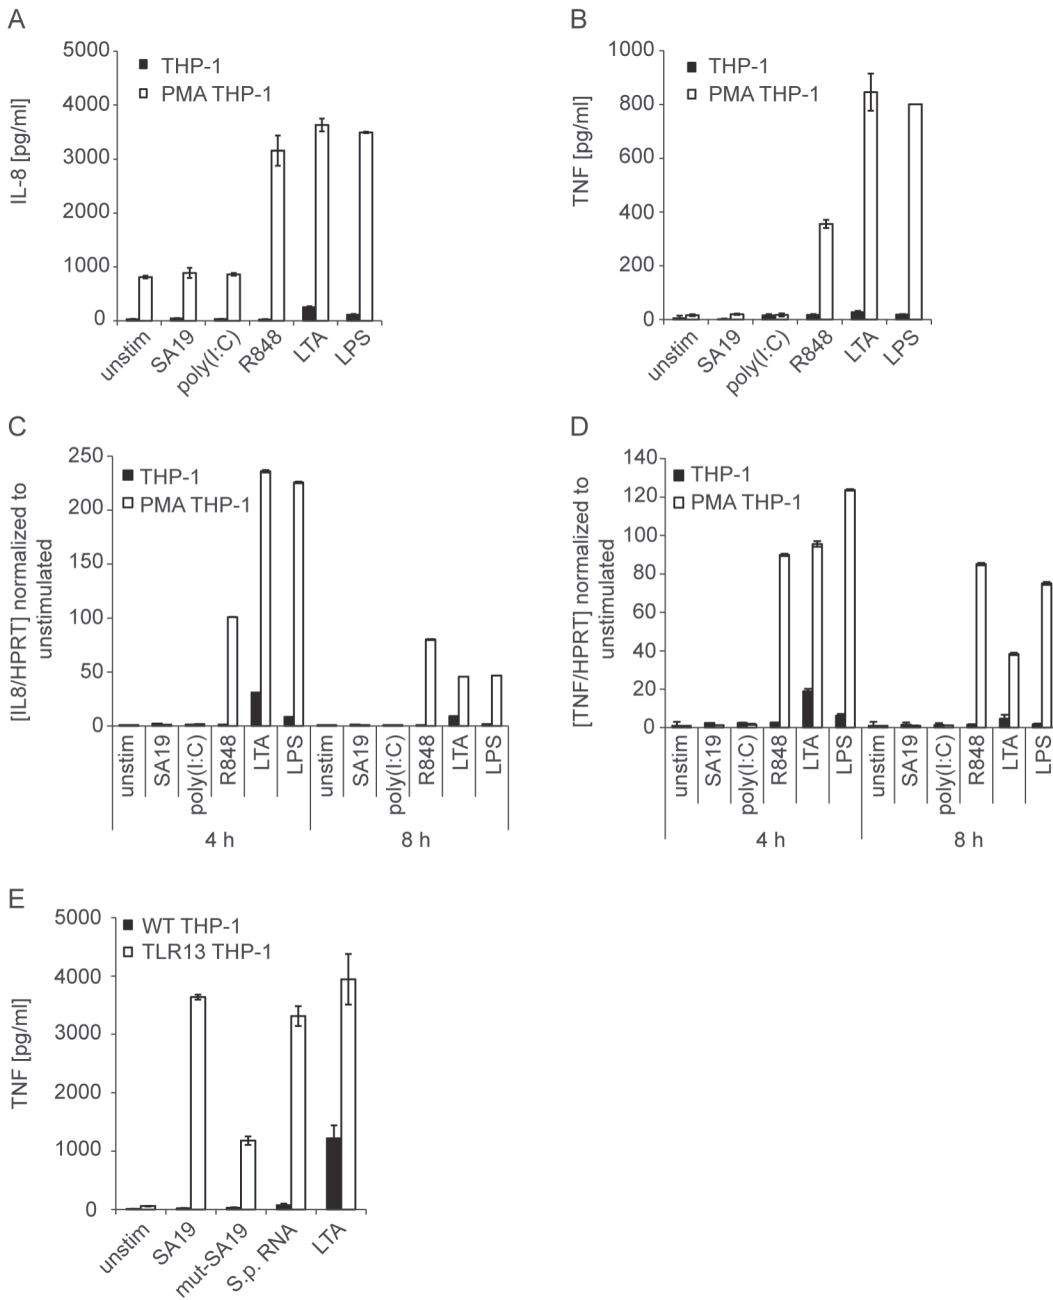 A
IL-8 [pg/ml]
5000
4000
3000
2000
1000
0
THP-1
PMA THP-1
unstim
SA19
poly(I:C)
R848
LTA
LPS
B
TNF [pg/ml]
1000
800
600
400
200
0
THP-1
PMA THP-1
unstim
SA19
poly(I:C)
R848
LTA
LPS
C
[IL8/HPRT] normalized to
unstimulated
250
200
150
100
50
0
THP-1
PMA THP-1
unstim
SA19
poly(I:C)
R848
LTA
LPS
unstim
SA19
poly(I:C)
R848
LTA
LPS
4 h
8 h
D
[TNF/HPRT] normalized to
unstimulated
140
120
100
80
60
40
20
0
THP-1
PMA THP-1
unstim
SA19
poly(I:C)
R848
LTA
LPS
unstim
SA19
poly(I:C)
R848
LTA
LPS
4 h
8 h
E
TNF [pg/ml]
5000
4000
3000
2000
1000
0
WT THP-1
TLR13 THP-1
unstim
SA19
mut-SA19
S.p. RNA
LTA